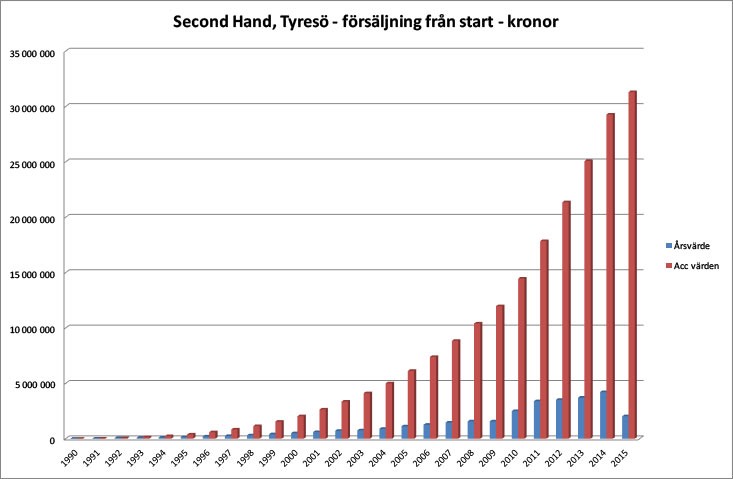 Second Hand, Tyresö - försäljning från start - kronor
35 000 000
30 000 000
25 000 000
20 000 000
15 000 000
10 000 000
5 000 000
0
Årsvärde
Acc värden
1990 1991 1992 1993 1994 1995 1996 1997 1998 1999 2000 2001 2002 2003 2004 2005 2006 2007 2008 2009 2010 2011 2012 2013 2014 2015